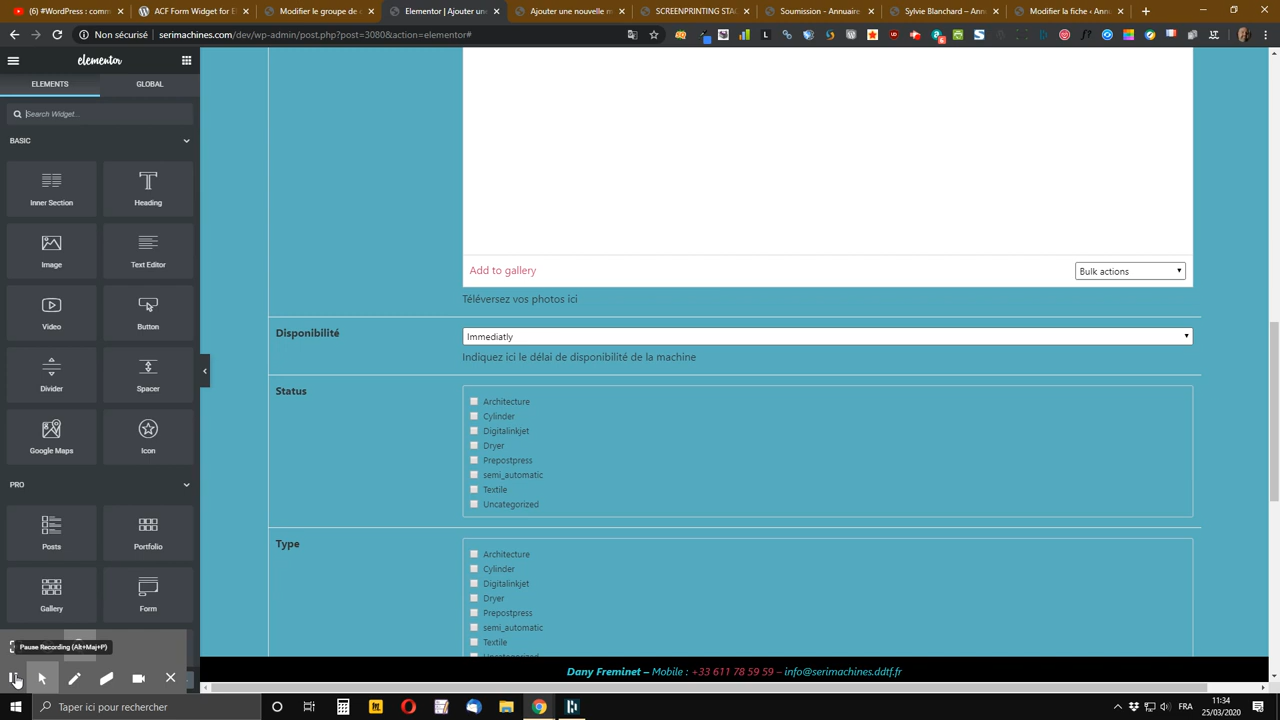 (6) #WordPress : comm
ACF Form Widget for E
Modifier le groupe de
Elementor | Ajouter un
Ajouter une nouvelle m
SCREENPRINTING STAC
Soumission - Annuaire
Sylvie Blanchard – Ann
Modifier la fiche ‹ Anno
Non sécurisé | serimachines.com/dev/wp-admin/post.php?post=3080&action=elementor#
elementor
ELEMENTS GLOBAL
Search Widget...
BASIC
Inner Section Heading
Image Text Editor
Video Button
Divider Spacer
Google Maps Icon
PRO
Posts Portfolio
Gallery Form
Pause Recording (Alt+Maj+P)
Add to gallery
Bulk actions
Téléversez vos photos ici
Disponibilité
Immediatly
Indiquez ici le délai de disponibilité de la machine
Status
Architecture
Cylinder
Digitalinkjet
Dryer
Prepostpress
semi_automatic
Textile
Uncategorized
Type
Architecture
Cylinder
Digitalinkjet
Dryer
Prepostpress
semi_automatic
Textile
Dany Freminet – Mobile : +33 611 78 59 59 – info@serimachines.ddtf.fr
Taper ici pour rechercher
FRA
11:34
25/03/2020